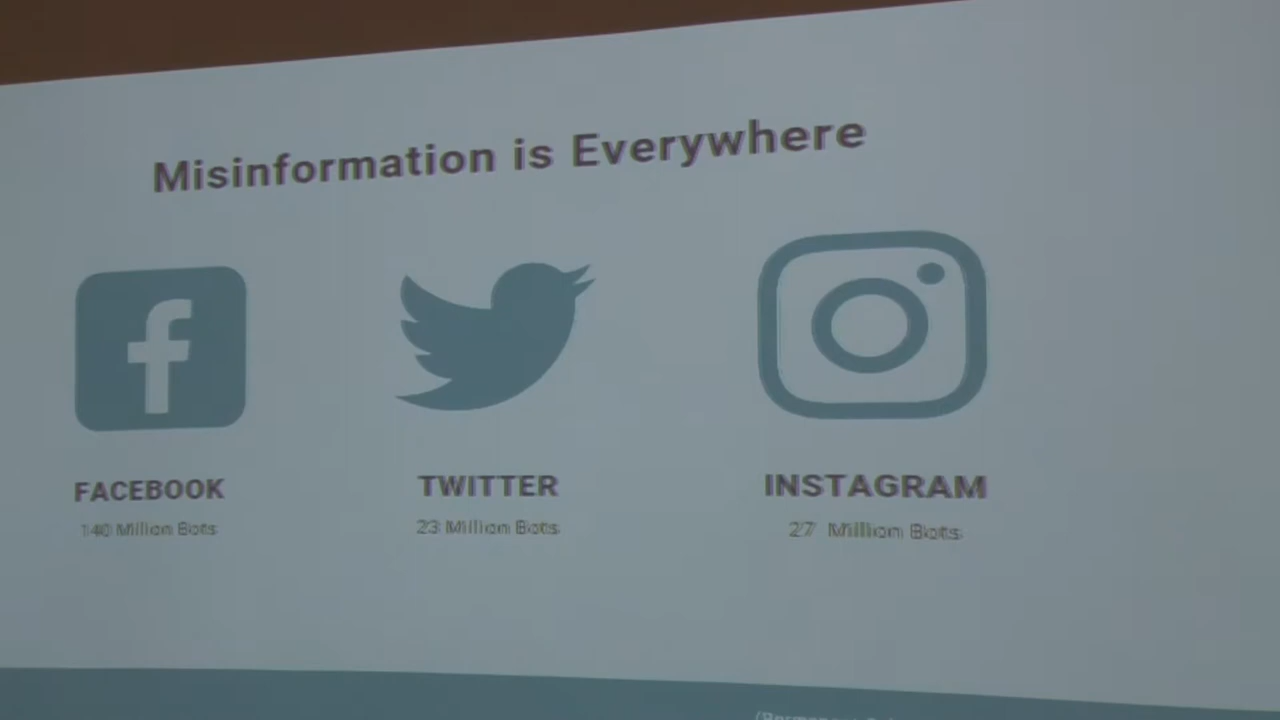 Misinformation is Everywhere
FACEBOOK
140 Million Bots
TWITTER
23 Million Bots
INSTAGRAM
27 Million Bots